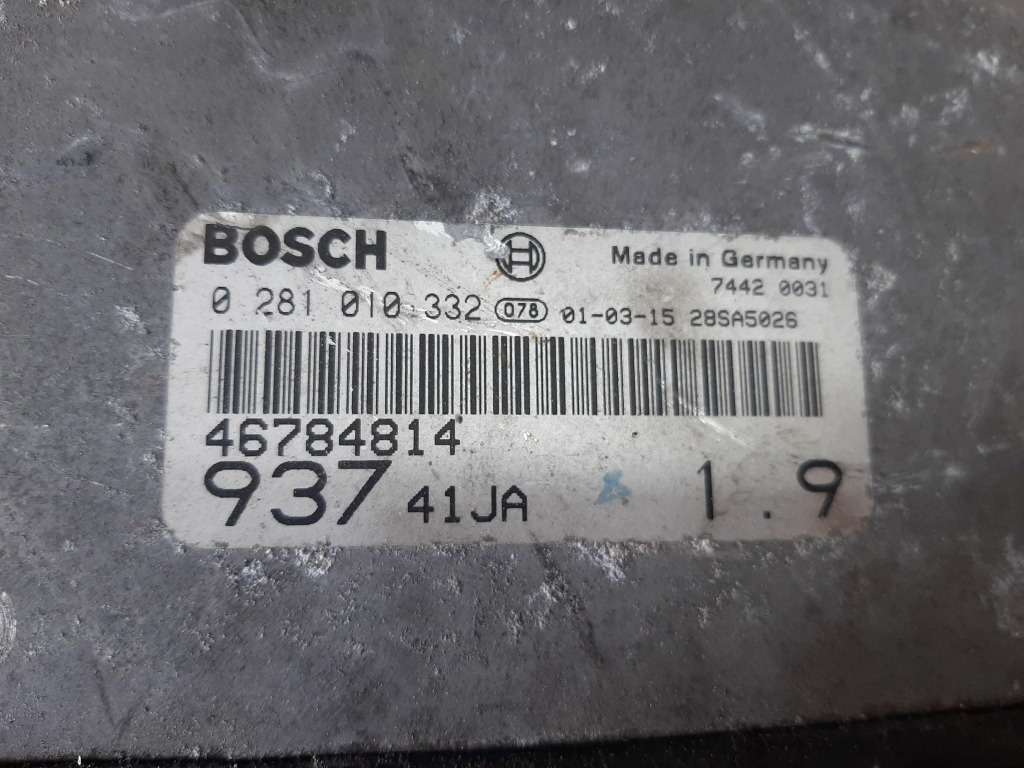 BOSCH Made in Germany
7442 0031
0 281 010 332 078 01-03-15 28SA5026
46784814
937 41JA 1.9